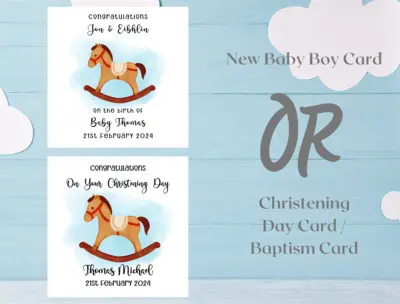 Congratulations
Jon & Eibhlin
on the birth of
Baby Thomas
21st February 2024
Congratulations
On Your Christening Day
Thomas Michael
21st February 2024
New Baby Boy Card
OR
Christening
Day Card /
Baptism Card